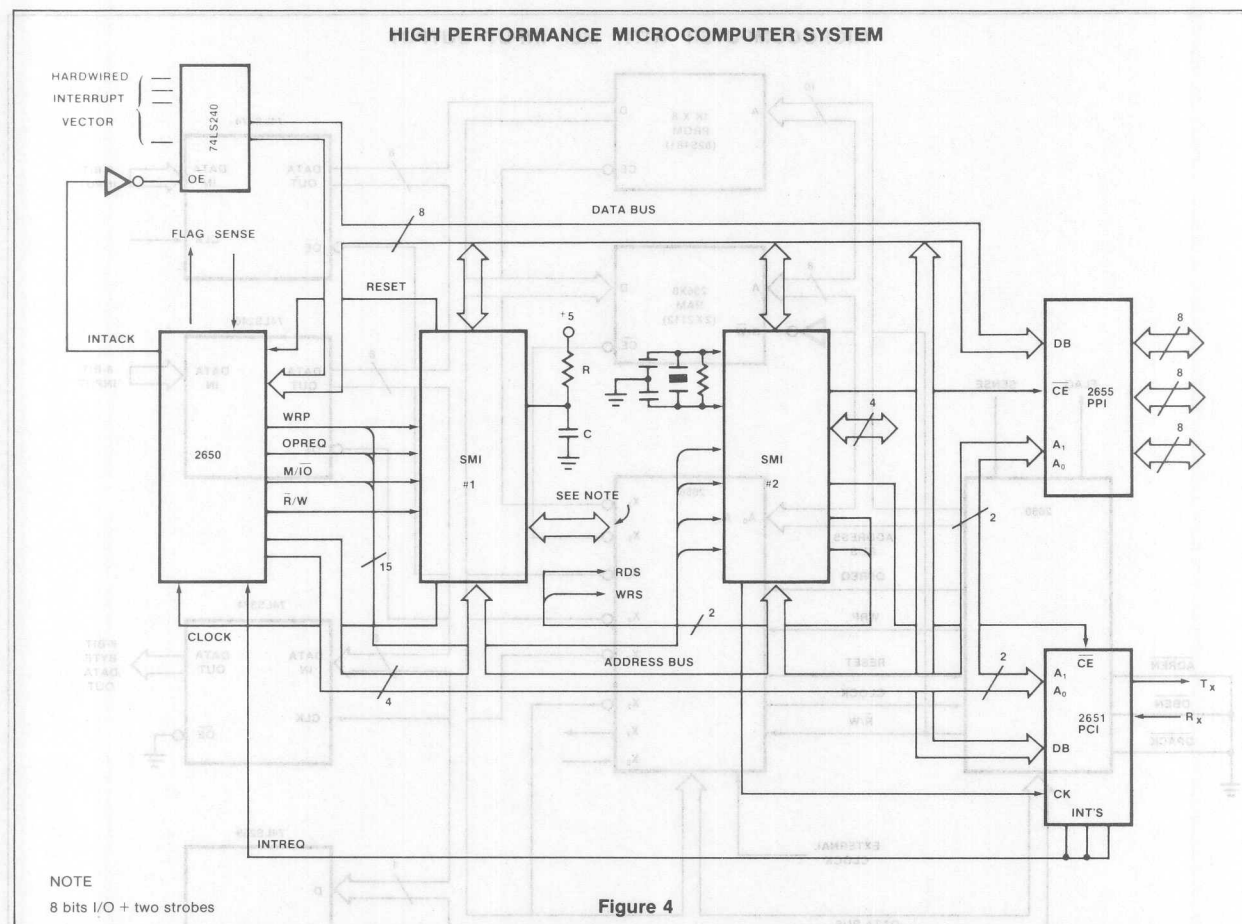 HIGH PERFORMANCE MICROCOMPUTER SYSTEM
HARDWIRED
INTERRUPT
VECTOR
74LS240
OE
DATA BUS
8
FLAG SENSE
RESET
INTACK
+5
R
C
WRP
OPREQ
M/I̅O̅
R̅/W
2650
SMI
#1
SEE NOTE
SMI
#2
4
DB
C̅E̅
2655
PPI
A₁
A₀
8
8
8
2
15
RDS
WRS
2
CLOCK
ADDRESS BUS
4
2
C̅E̅
A₁
A₀
2651
PCI
DB
CK
INT'S
Tx
Rx
INTREQ
NOTE
8 bits I/O + two strobes
Figure 4